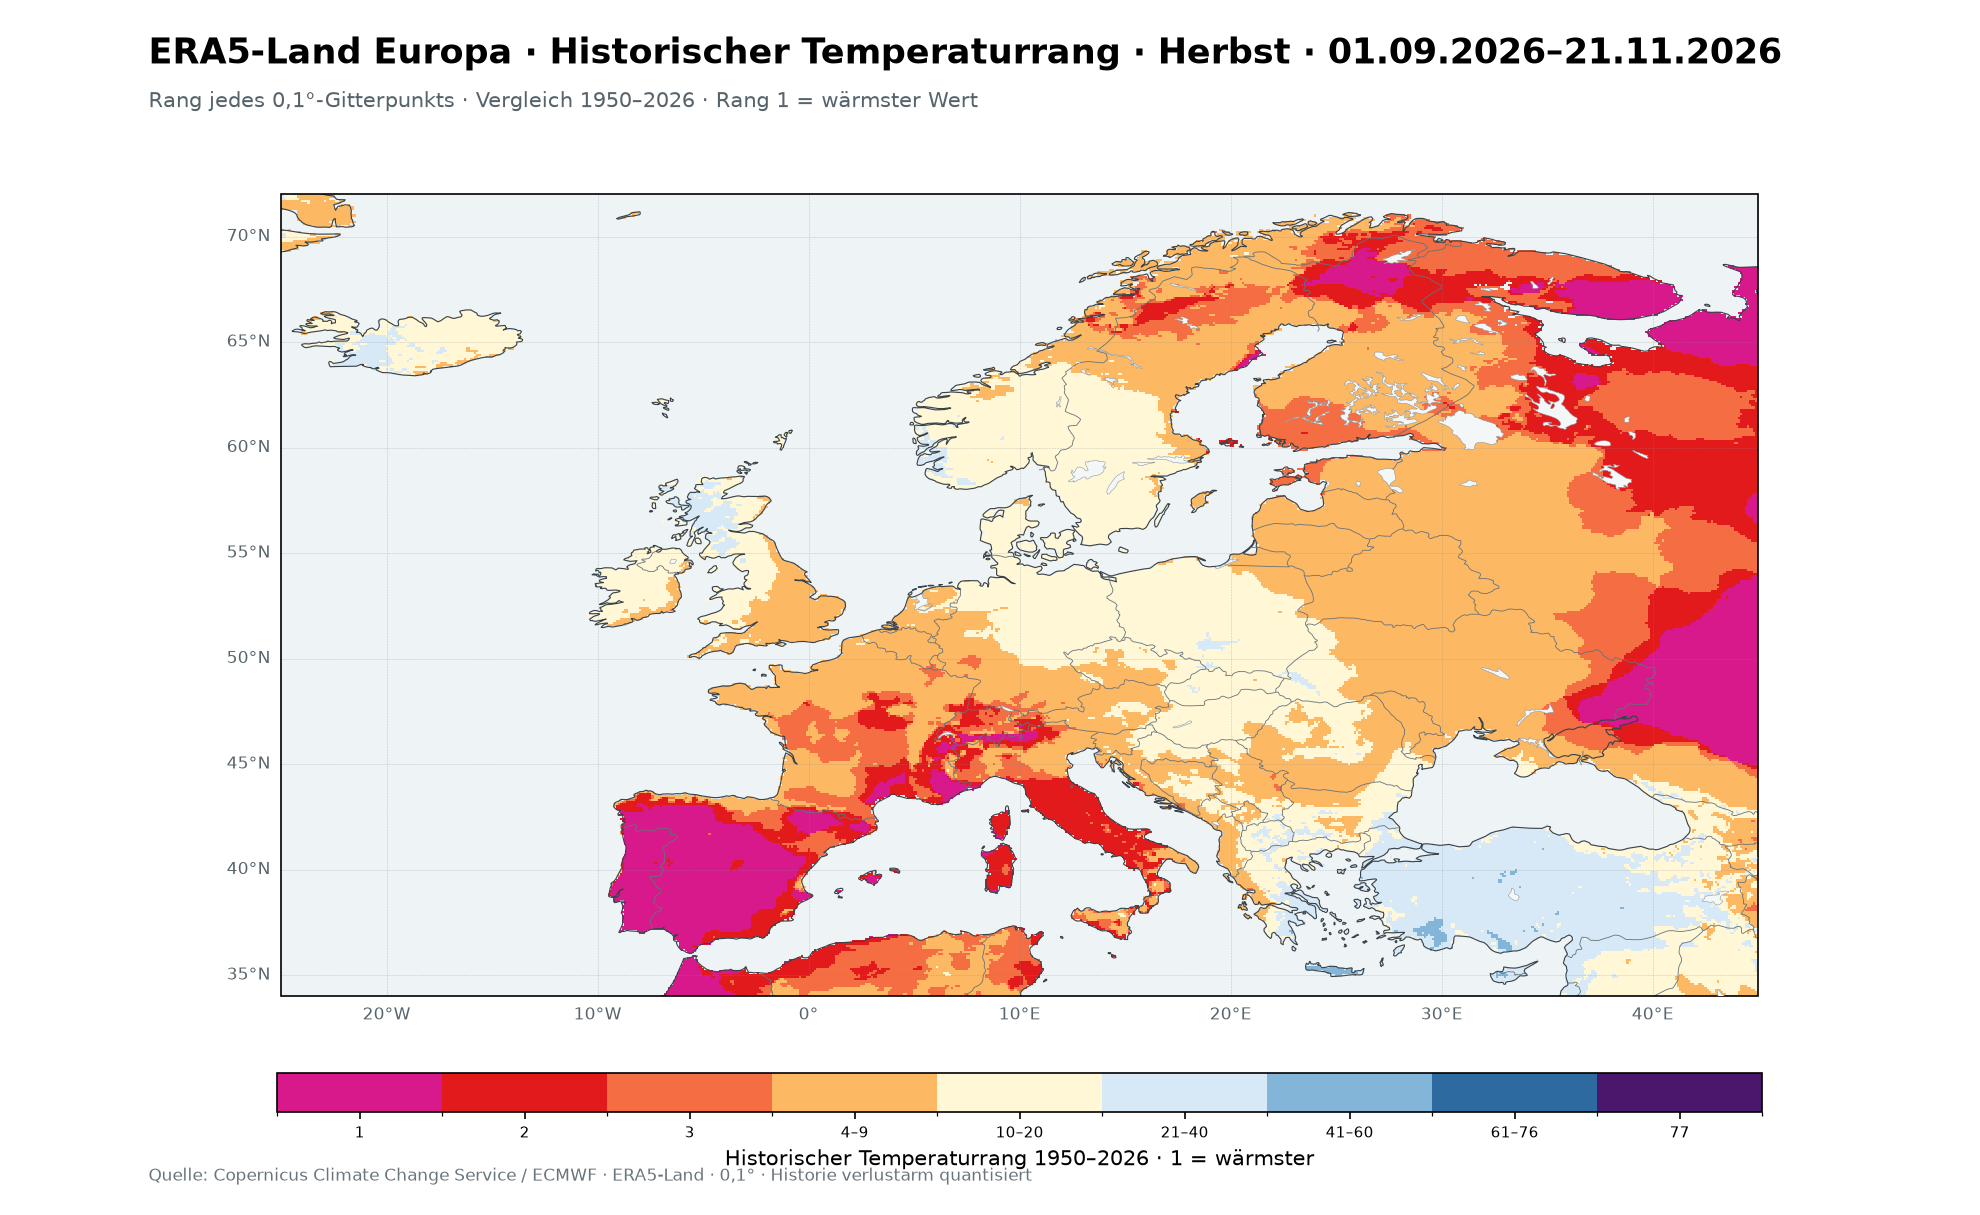 ERA5-Land Europa · Historischer Temperaturrang · Herbst · 01.09.2026–21.11.2026
Rang jedes 0,1°-Gitterpunkts · Vergleich 1950–2026 · Rang 1 = wärmster Wert
70°N
65°N
60°N
55°N
50°N
45°N
40°N
35°N
20°W 10°W 0° 10°E 20°E 30°E 40°E
1 2 3 4–9 10–20 21–40 41–60 61–76 77
Historischer Temperaturrang 1950–2026 · 1 = wärmster
Quelle: Copernicus Climate Change Service / ECMWF · ERA5-Land · 0,1° · Historie verlustarm quantisiert